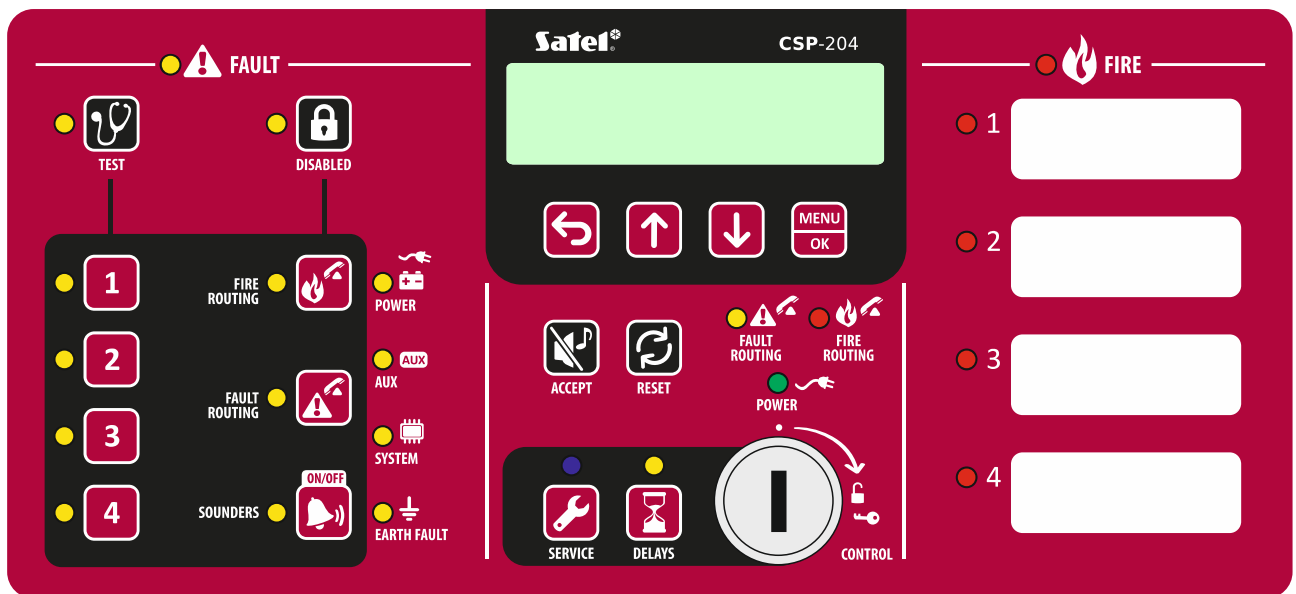 FAULT
TEST
DISABLED
1
2
3
4
FIRE
ROUTING
FAULT
ROUTING
ON/OFF
SOUNDERS
POWER
AUX
AUX
SYSTEM
EARTH FAULT
Satel®
CSP-204
MENU
OK
ACCEPT
RESET
FAULT
ROUTING
FIRE
ROUTING
POWER
SERVICE
DELAYS
CONTROL
FIRE
1
2
3
4